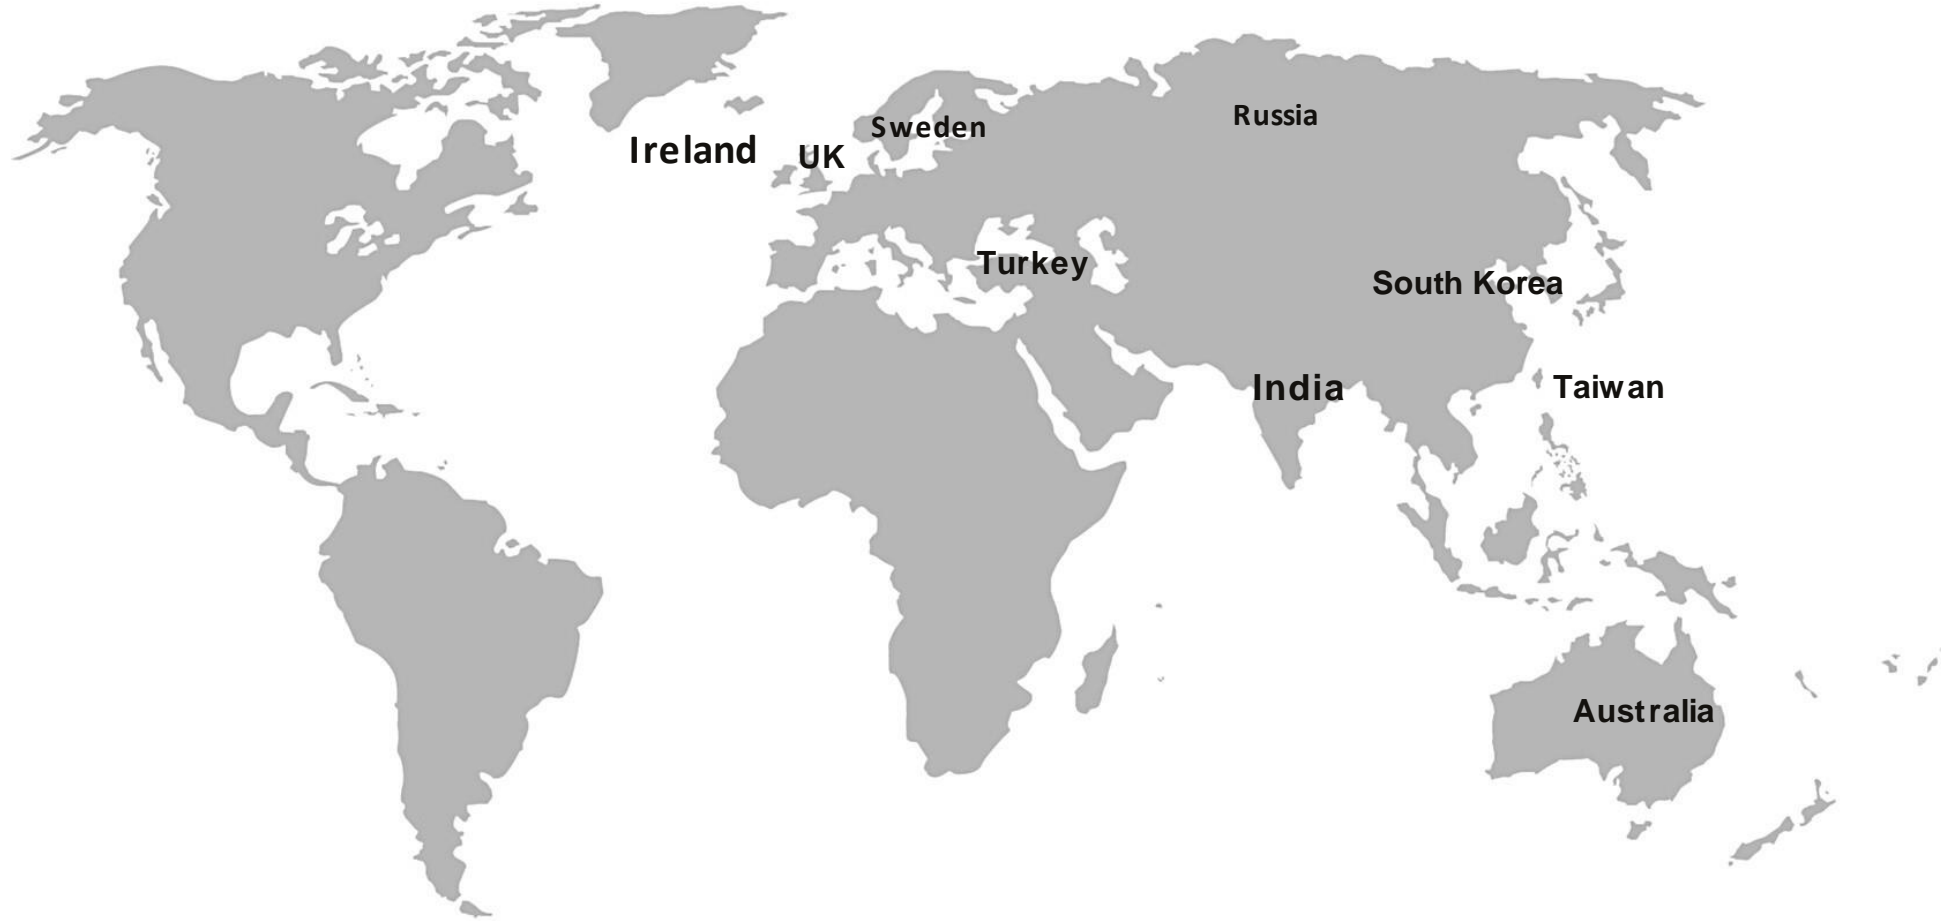 Russia
Sweden
Ireland
UK
Turkey
South Korea
India
Taiwan
Australia